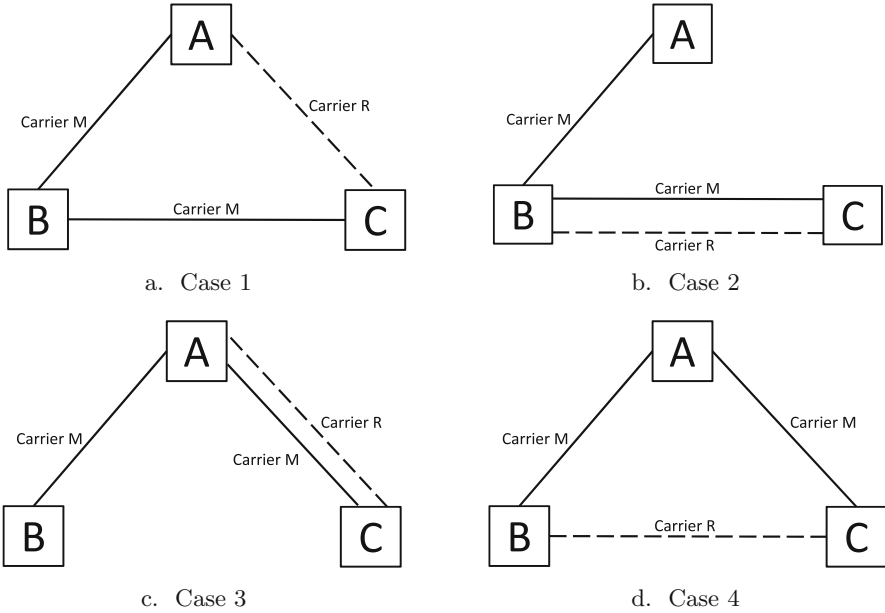 A
Carrier M
Carrier R
B
Carrier M
C
a. Case 1
A
Carrier M
B
Carrier M
Carrier R
C
b. Case 2
A
Carrier M
Carrier R
Carrier M
B
C
c. Case 3
A
Carrier M
Carrier M
B
Carrier R
C
d. Case 4